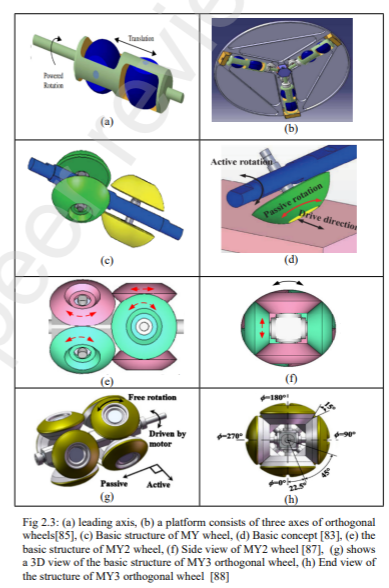 Translation
Powered
Rotation
(a)
(b)
Active rotation
Passive rotation
Drive direction
(c)
(d)
(e)
(f)
Free rotation
Driven by
motor
Passive
Active
(g)
ϕ=180°
15°
ϕ=270°
ϕ=90°
ϕ=0°
45°
22.5°
(h)
Fig 2.3: (a) leading axis, (b) a platform consists of three axes of orthogonal
wheels[85], (c) Basic structure of MY wheel, (d) Basic concept [83], (e) the
basic structure of MY2 wheel, (f) Side view of MY2 wheel [87],  (g) shows
a 3D view of the basic structure of MY3 orthogonal wheel, (h) End view of
the structure of MY3 orthogonal wheel  [88]